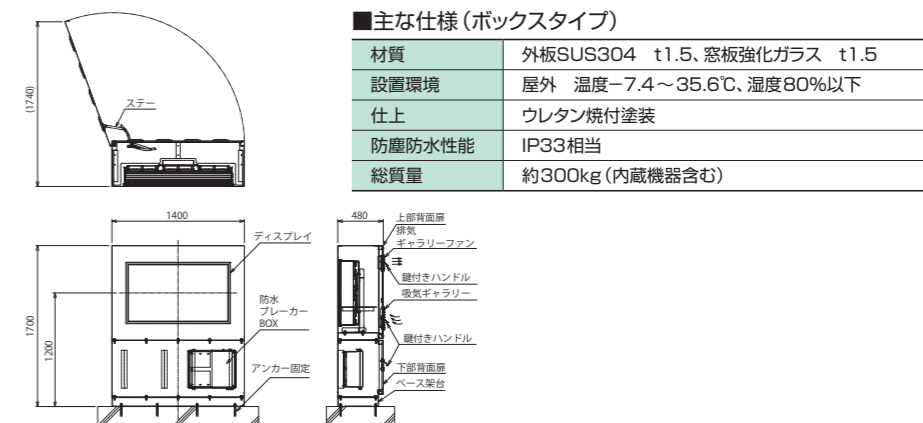 ■主な仕様（ボックスタイプ）
材質 外板SUS304 t1.5、窓板強化ガラス t1.5
設置環境 屋外 温度−7.4～35.6℃、湿度80%以下
仕上 ウレタン焼付塗装
防塵防水性能 IP33相当
総質量 約300kg（内蔵機器含む）
(1740)
ステー
1400
ディスプレイ
防水
ブレーカー
BOX
アンカー固定
1700
1200
480
上部背面扉
排気
ギャラリーファン
鍵付きハンドル
吸気ギャラリー
鍵付きハンドル
下部背面扉
ベース架台